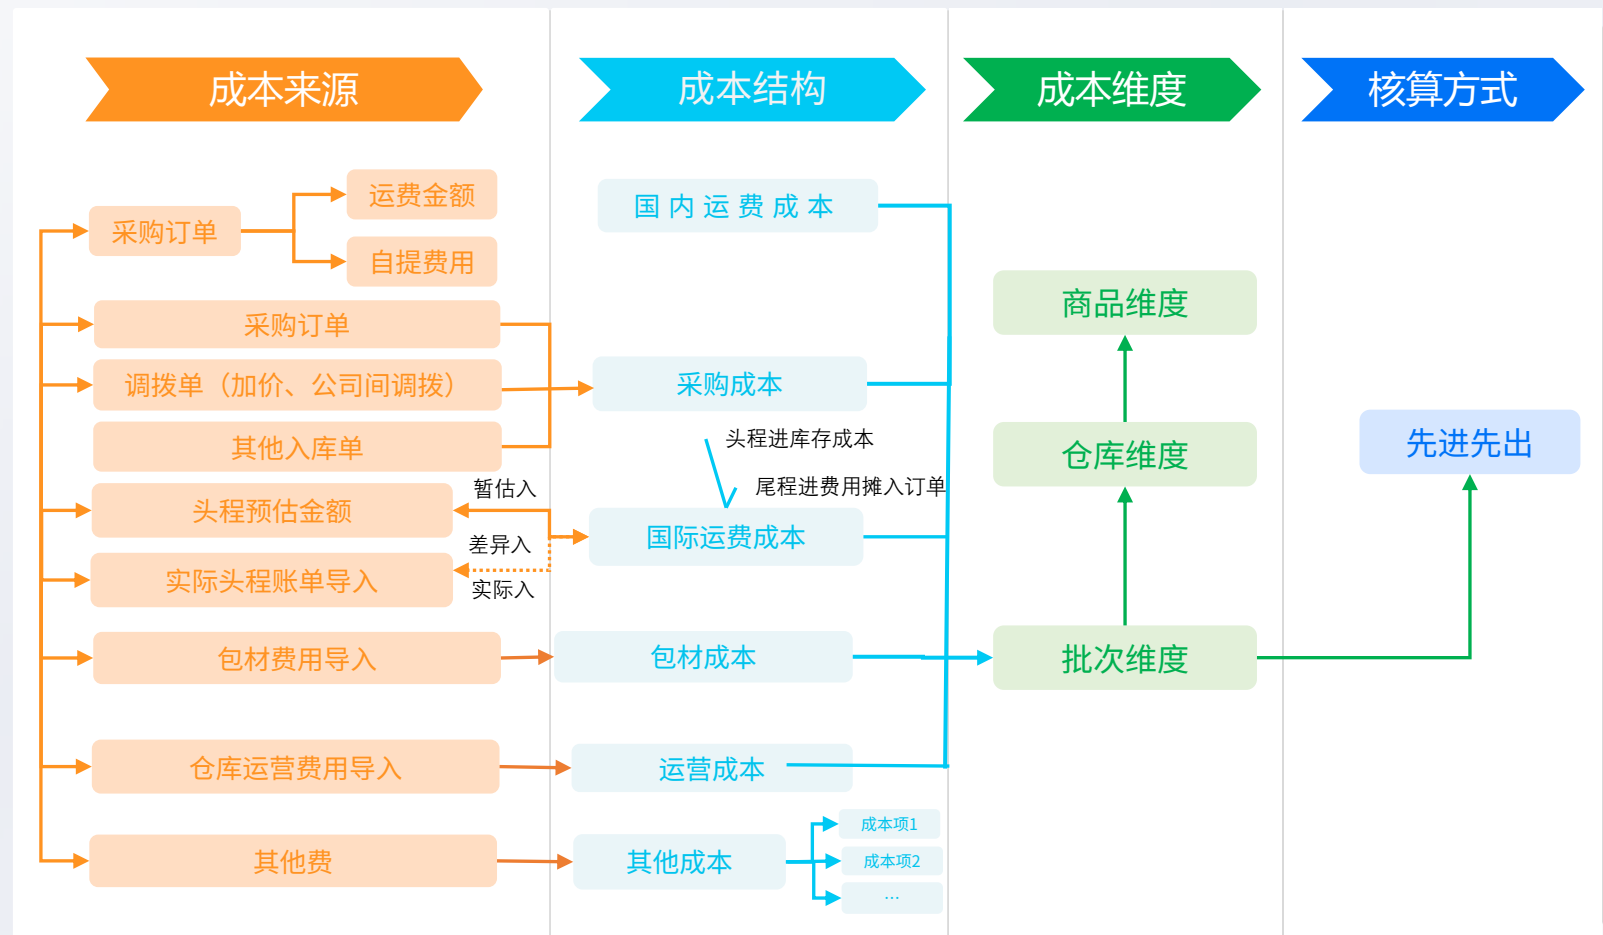 成本来源
成本结构
成本维度
核算方式
采购订单
运费金额
自提费用
采购订单
调拨单（加价、公司间调拨）
其他入库单
头程预估金额
实际头程账单导入
包材费用导入
仓库运营费用导入
其他费
暂估入
差异入
实际入
国内运费成本
采购成本
头程进库存成本
尾程进费用摊入订单
国际运费成本
包材成本
运营成本
其他成本
成本项1
成本项2
...
商品维度
仓库维度
批次维度
先进先出